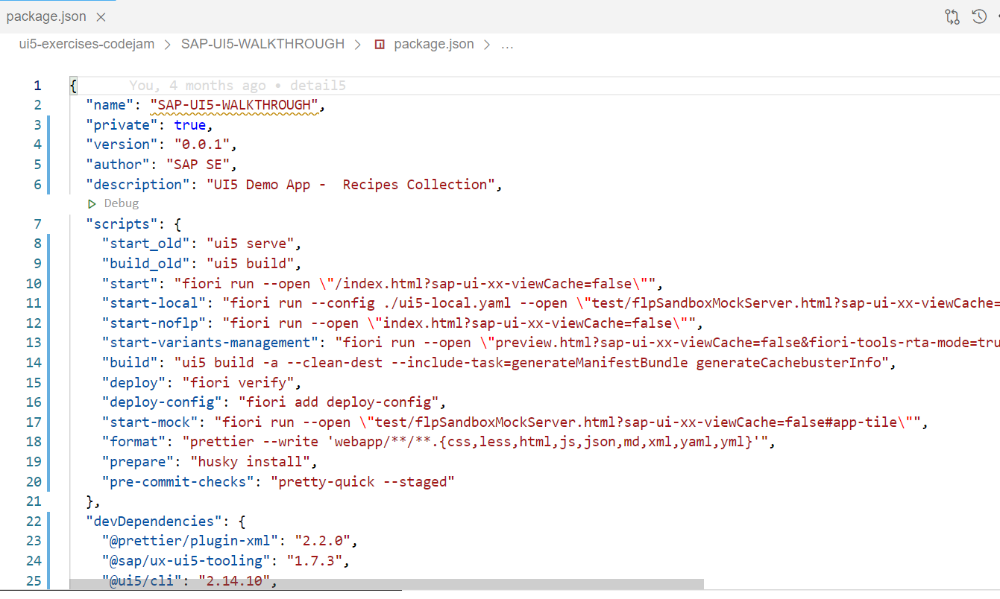 package.json
ui5-exercises-codejam > SAP-UI5-WALKTHROUGH > package.json > ...
1 { You, 4 months ago • detail5
2 "name": "SAP-UI5-WALKTHROUGH",
3 "private": true,
4 "version": "0.0.1",
5 "author": "SAP SE",
6 "description": "UI5 Demo App -  Recipes Collection",
Debug
7 "scripts": {
8 "start_old": "ui5 serve",
9 "build_old": "ui5 build",
10 "start": "fiori run --open \"/index.html?sap-ui-xx-viewCache=false\"",
11 "start-local": "fiori run --config ./ui5-local.yaml --open \"test/flpSandboxMockServer.html?sap-ui-xx-viewCache=
12 "start-noflp": "fiori run --open \"index.html?sap-ui-xx-viewCache=false\"",
13 "start-variants-management": "fiori run --open \"preview.html?sap-ui-xx-viewCache=false&fiori-tools-rta-mode=tru
14 "build": "ui5 build -a --clean-dest --include-task=generateManifestBundle generateCachebusterInfo",
15 "deploy": "fiori verify",
16 "deploy-config": "fiori add deploy-config",
17 "start-mock": "fiori run --open \"test/flpSandboxMockServer.html?sap-ui-xx-viewCache=false#app-tile\"",
18 "format": "prettier --write 'webapp/**/**.{css,less,html,js,json,md,xml,yaml,yml}'",
19 "prepare": "husky install",
20 "pre-commit-checks": "pretty-quick --staged"
21 },
22 "devDependencies": {
23 "@prettier/plugin-xml": "2.2.0",
24 "@sap/ux-ui5-tooling": "1.7.3",
25 "@ui5/cli": "2.14.10",